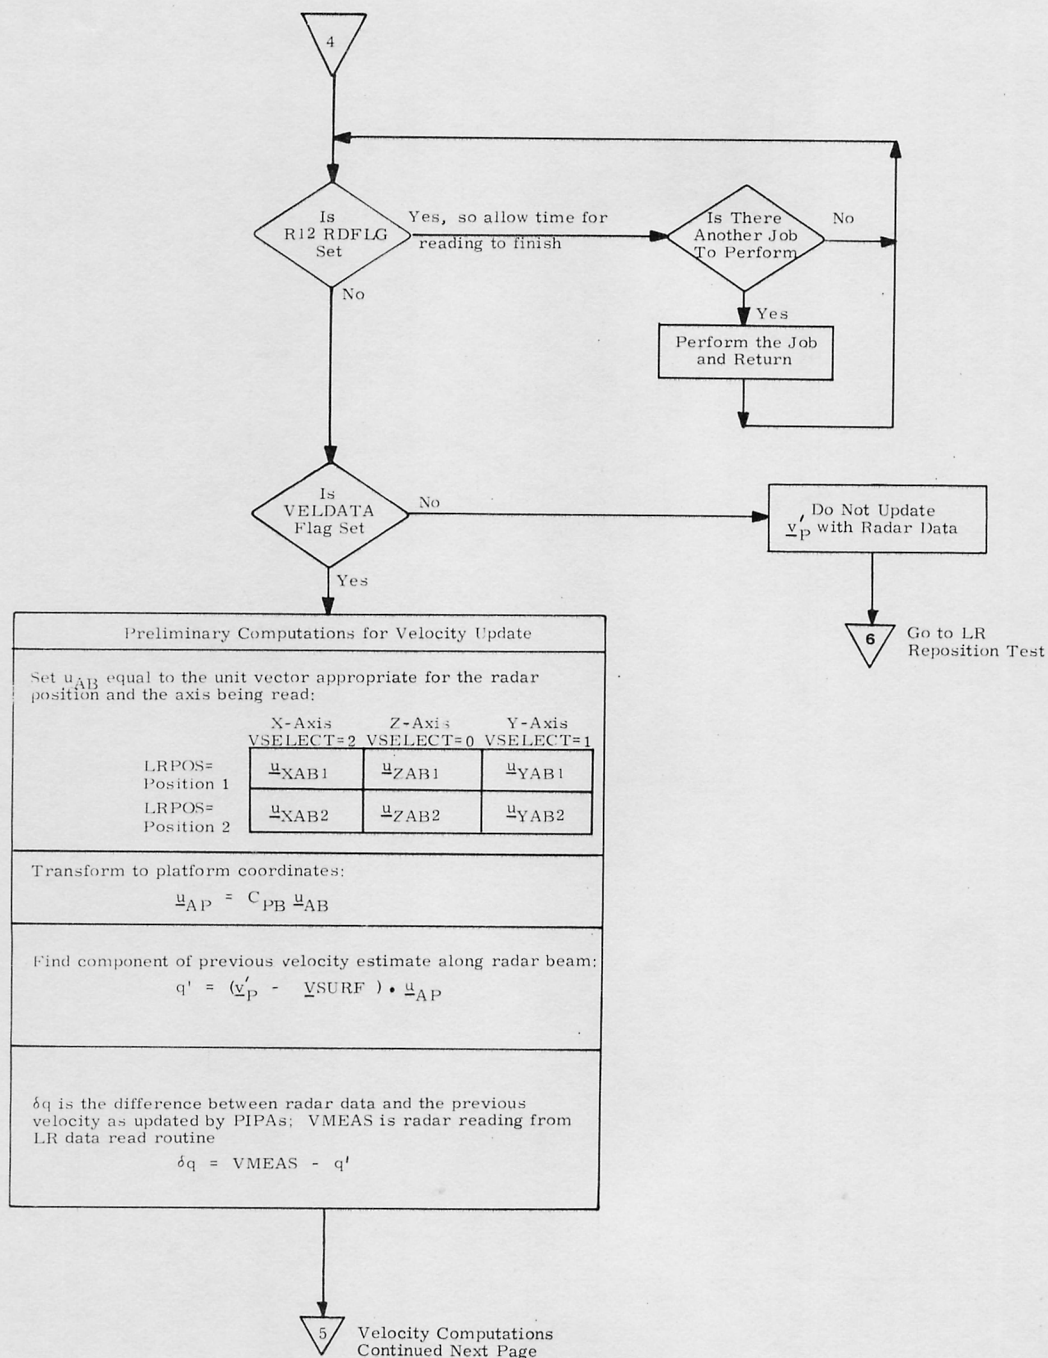 4
Is
R12 RDFLG
Set
Yes, so allow time for
reading to finish
Is There
Another Job
To Perform
No
Yes
Perform the Job
and Return
No
Is
VELDATA
Flag Set
No
Do Not Update
v'P with Radar Data
6
Go to LR
Reposition Test
Yes
Preliminary Computations for Velocity Update
Set uAB equal to the unit vector appropriate for the radar
position and the axis being read:
X-Axis Z-Axis Y-Axis
VSELECT=2 VSELECT=0 VSELECT=1
LRPOS=
Position 1
uXAB1 uZAB1 uYAB1
LRPOS=
Position 2
uXAB2 uZAB2 uYAB2
Transform to platform coordinates:
uAP = CPB uAB
Find component of previous velocity estimate along radar beam:
q' = (v'P - VSURF ) • uAP
δq is the difference between radar data and the previous
velocity as updated by PIPAs; VMEAS is radar reading from
LR data read routine
δq = VMEAS - q'
5
Velocity Computations
Continued Next Page